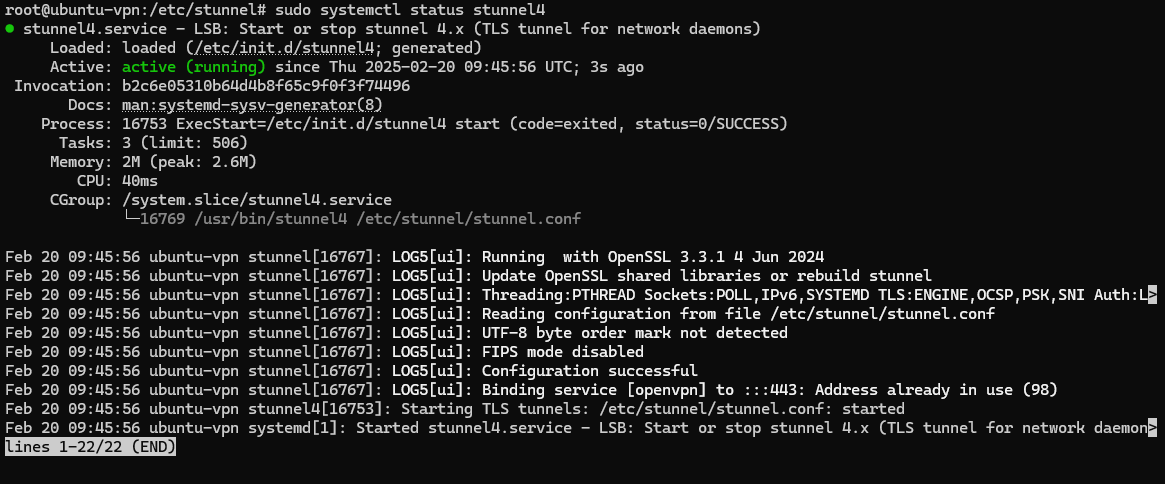 root@ubuntu-vpn:/etc/stunnel# sudo systemctl status stunnel4
● stunnel4.service - LSB: Start or stop stunnel 4.x (TLS tunnel for network daemons)
     Loaded: loaded (/etc/init.d/stunnel4; generated)
     Active: active (running) since Thu 2025-02-20 09:45:56 UTC; 3s ago
 Invocation: b2c6e05310b64d4b8f65c9f0f3f74496
       Docs: man:systemd-sysv-generator(8)
    Process: 16753 ExecStart=/etc/init.d/stunnel4 start (code=exited, status=0/SUCCESS)
      Tasks: 3 (limit: 506)
     Memory: 2M (peak: 2.6M)
        CPU: 40ms
     CGroup: /system.slice/stunnel4.service
             └─16769 /usr/bin/stunnel4 /etc/stunnel/stunnel.conf
Feb 20 09:45:56 ubuntu-vpn stunnel[16767]: LOG5[ui]: Running  with OpenSSL 3.3.1 4 Jun 2024
Feb 20 09:45:56 ubuntu-vpn stunnel[16767]: LOG5[ui]: Update OpenSSL shared libraries or rebuild stunnel
Feb 20 09:45:56 ubuntu-vpn stunnel[16767]: LOG5[ui]: Threading:PTHREAD Sockets:POLL,IPv6,SYSTEMD TLS:ENGINE,OCSP,PSK,SNI Auth:L>
Feb 20 09:45:56 ubuntu-vpn stunnel[16767]: LOG5[ui]: Reading configuration from file /etc/stunnel/stunnel.conf
Feb 20 09:45:56 ubuntu-vpn stunnel[16767]: LOG5[ui]: UTF-8 byte order mark not detected
Feb 20 09:45:56 ubuntu-vpn stunnel[16767]: LOG5[ui]: FIPS mode disabled
Feb 20 09:45:56 ubuntu-vpn stunnel[16767]: LOG5[ui]: Configuration successful
Feb 20 09:45:56 ubuntu-vpn stunnel[16767]: LOG5[ui]: Binding service [openvpn] to :::443: Address already in use (98)
Feb 20 09:45:56 ubuntu-vpn stunnel4[16753]: Starting TLS tunnels: /etc/stunnel/stunnel.conf: started
Feb 20 09:45:56 ubuntu-vpn systemd[1]: Started stunnel4.service - LSB: Start or stop stunnel 4.x (TLS tunnel for network daemon>
lines 1-22/22 (END)